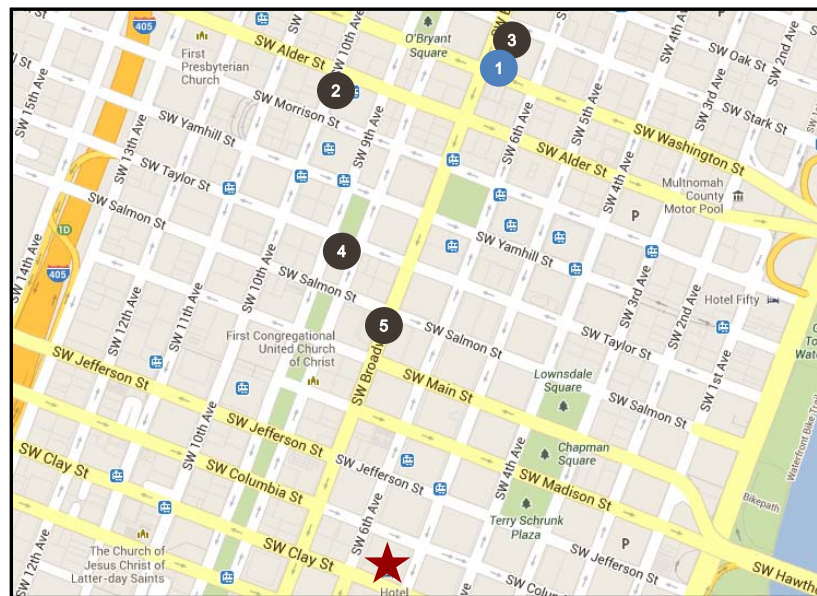 405
SW 10th Ave
O'Bryant
Square
3
SW 4th Ave
SW 2nd Ave
SW Alder St
First
Presbyterian
Church
SW Oak St
1
2
SW 16th Ave
SW Morrison St
SW 9th Ave
SW 6th Ave
SW 5th Ave
SW 3rd Ave
SW Stark St
SW Yamhill St
SW 13th Ave
SW Washington St
SW Taylor St
SW Alder St
SW 4th Ave
Multnomah
County
Motor Pool
P
SW Salmon St
1D
4
SW Yamhill St
SW 14th Ave
405
SW 10th Ave
SW Salmon St
SW 3rd Ave
Hotel Fifty
SW 12th Ave
SW 11th Ave
5
SW 2nd Ave
First Congregational
United Church
of Christ
SW Salmon St
SW Taylor St
SW Jefferson St
SW Main St
Lownsdale
Square
SW 1st Ave
SW Salmon St
SW 10th Ave
SW Jefferson St
SW 4th Ave
Chapman
Square
Waterfront Bike Trail
SW Clay St
SW Columbia St
SW Jefferson St
SW Madison St
Bikepath
SW 6th Ave
Terry Schrunk
Plaza
P
The Church of
Jesus Christ of
Latter-day Saints
SW Clay St
SW Jefferson St
SW 12th Ave
Hotel